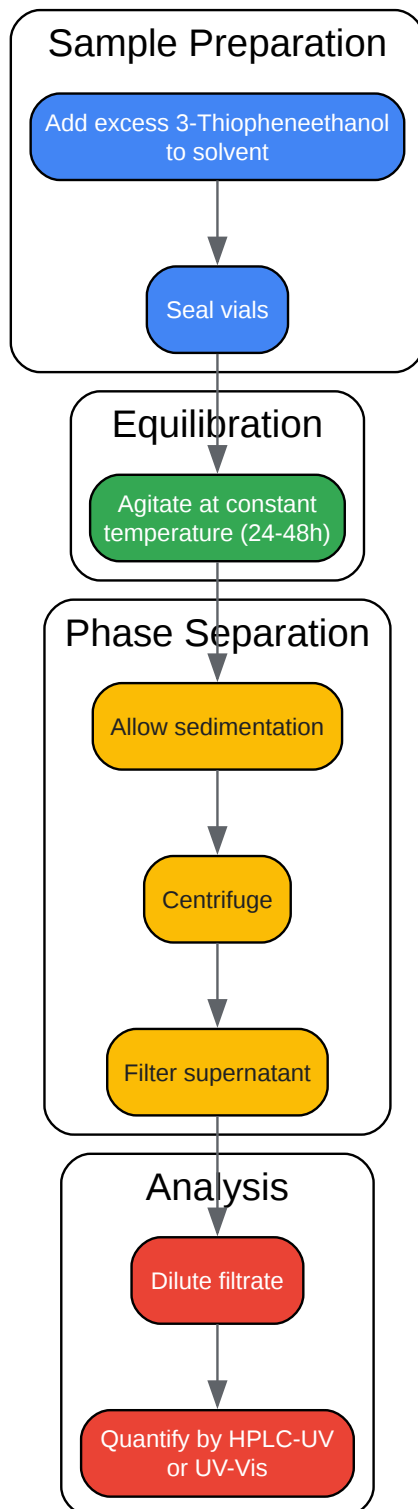 Sample Preparation
Add excess 3-Thiopheneethanol
to solvent
Seal vials
Equilibration
Agitate at constant
temperature (24-48h)
Phase Separation
Allow sedimentation
Centrifuge
Filter supernatant
Analysis
Dilute filtrate
Quantify by HPLC-UV
or UV-Vis